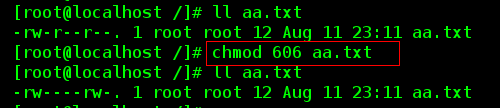 [root@localhost /]# ll aa.txt
-rw-r--r--. 1 root root 12 Aug 11 23:11 aa.txt
[root@localhost /]# chmod 606 aa.txt
[root@localhost /]# ll aa.txt
-rw----rw-. 1 root root 12 Aug 11 23:11 aa.txt